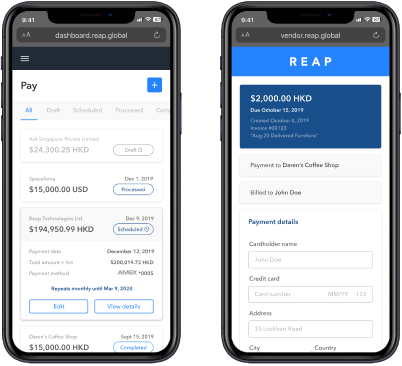 9:41
AA dashboard.reap.global
Pay
+
All Draft Scheduled Processed Com
AIA Singapore Private Limited
$24,300.25 HKD
Draft
Spaceforce
Dec 1, 2019
$15,000.00 USD
Processed
Reap Technologies Ltd.
Dec 9, 2019
$194,950.99 HKD
Scheduled
Payment date
December 12, 2019
Total amount + fee
$200,019.72 HKD
Payment method
AMEX *0005
Repeats monthly until Mar 9, 2020
Edit
View details
Daren's Coffee Shop
Sept 15, 2019
$15,000.00 HKD
Completed
9:41
AA vendor.reap.global
REAP
$2,000.00 HKD
Due October 15, 2019
Created October 4, 2019
Invoice #00123
"Aug 20 Delivered Furniture"
Payment to Daren's Coffee Shop
Billed to John Doe
Payment details
Cardholder name
John Doe
Credit card
Card number MM/YY 123
Address
33 Lockhart Road
City
Country